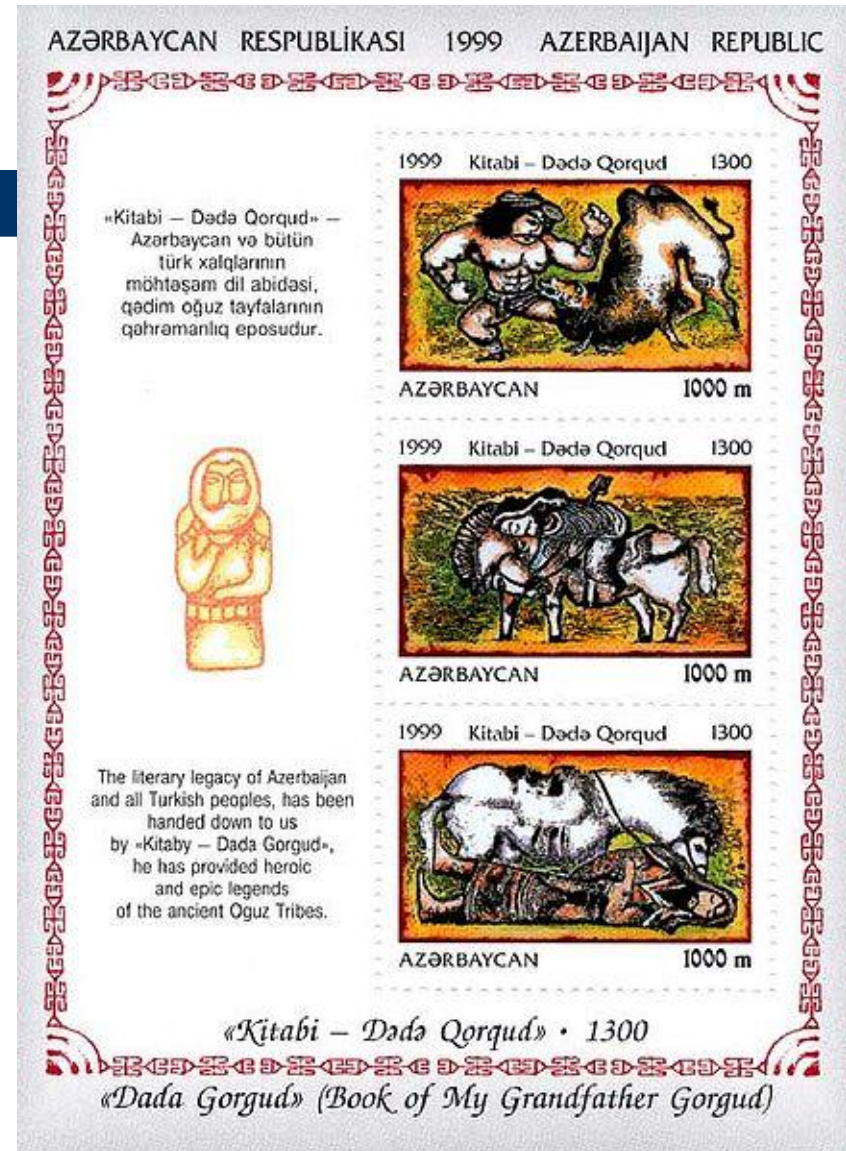 AZƏRBAYCAN RESPUBLİKASI 1999 AZERBAIJAN REPUBLIC
«Kitabi – Dədə Qorqud» –
Azərbaycan və bütün
türk xalqlarının
möhtəşəm dil abidəsi,
qədim oğuz tayfalarının
qəhrəmanlıq eposudur.
1999 Kitabi – Dədə Qorqud 1300
AZƏRBAYCAN 1000 m
1999 Kitabi – Dədə Qorqud 1300
AZƏRBAYCAN 1000 m
The literary legacy of Azerbaijan
and all Turkish peoples, has been
handed down to us
by «Kitaby – Dada Gorgud»,
he has provided heroic
and epic legends
of the ancient Oguz Tribes.
1999 Kitabi – Dədə Qorqud 1300
AZƏRBAYCAN 1000 m
«Kitabi – Dədə Qorqud» • 1300
«Dada Gorgud» (Book of My Grandfather Gorgud)